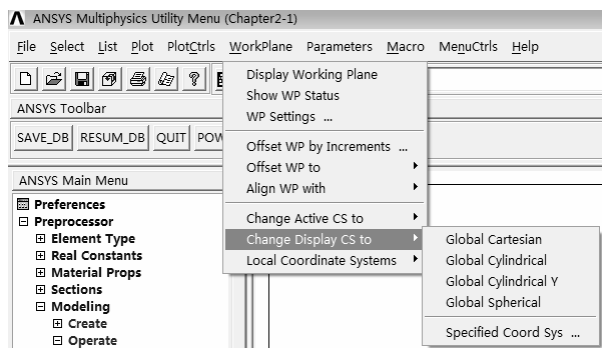 ANSYS Multiphysics Utility Menu (Chapter2-1)
File Select List Plot PlotCtrls WorkPlane Parameters Macro MenuCtrls Help
Display Working Plane
Show WP Status
WP Settings ...
Offset WP by Increments ...
Offset WP to
Align WP with
Change Active CS to
Change Display CS to
Local Coordinate Systems
Global Cartesian
Global Cylindrical
Global Cylindrical Y
Global Spherical
Specified Coord Sys ...
ANSYS Toolbar
SAVE_DB RESUM_DB QUIT POW
ANSYS Main Menu
Preferences
Preprocessor
Element Type
Real Constants
Material Props
Sections
Modeling
Create
Operate